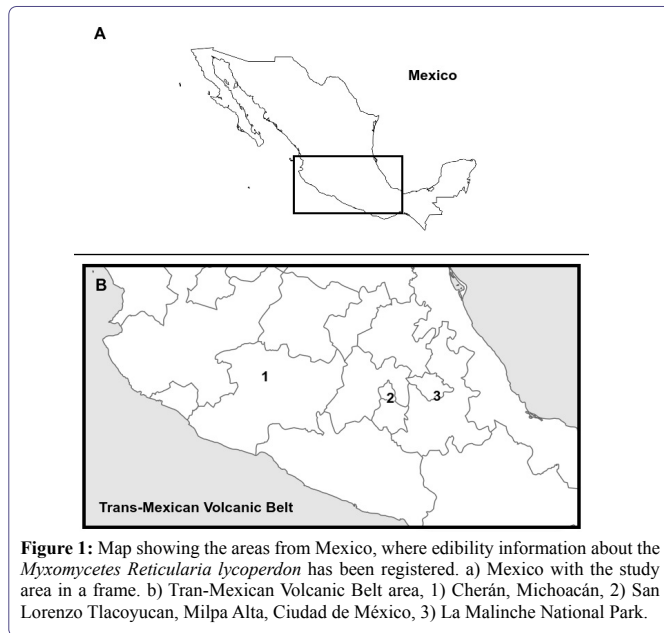 A
Mexico
B
1
2
3
Trans-Mexican Volcanic Belt
Figure 1: Map showing the areas from Mexico, where edibility information about the
Myxomycetes Reticularia lycoperdon has been registered. a) Mexico with the study
area in a frame. b) Tran-Mexican Volcanic Belt area, 1) Cherán, Michoacán, 2) San
Lorenzo Tlacoyucan, Milpa Alta, Ciudad de México, 3) La Malinche National Park.